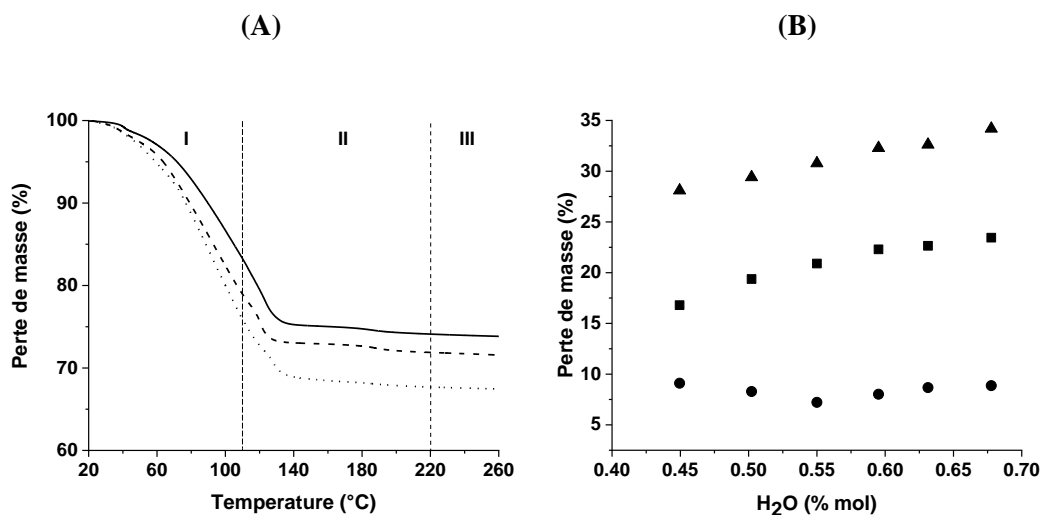 (A)
(B)
100
90
80
70
60
I
II
III
Perte de masse (%)
20
60
100
140
180
220
260
Temperature (°C)
35
30
25
20
15
10
5
Perte de masse (%)
0.40
0.45
0.50
0.55
0.60
0.65
0.70
H2O (% mol)